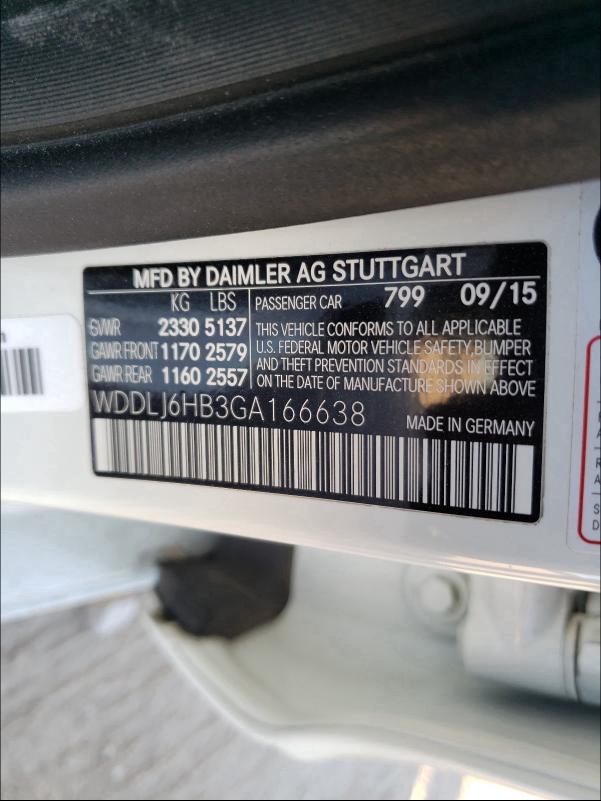 MFD BY DAIMLER AG STUTTGART
KG LBS
GVWR 2330 5137
GAWR FRONT 1170 2579
GAWR REAR 1160 2557
PASSENGER CAR 799 09/15
THIS VEHICLE CONFORMS TO ALL APPLICABLE
U.S. FEDERAL MOTOR VEHICLE SAFETY, BUMPER
AND THEFT PREVENTION STANDARDS IN EFFECT
ON DATE OF MANUFACTURE SHOWN ABOVE
WDDLJ6HB3GA166638
MADE IN GERMANY